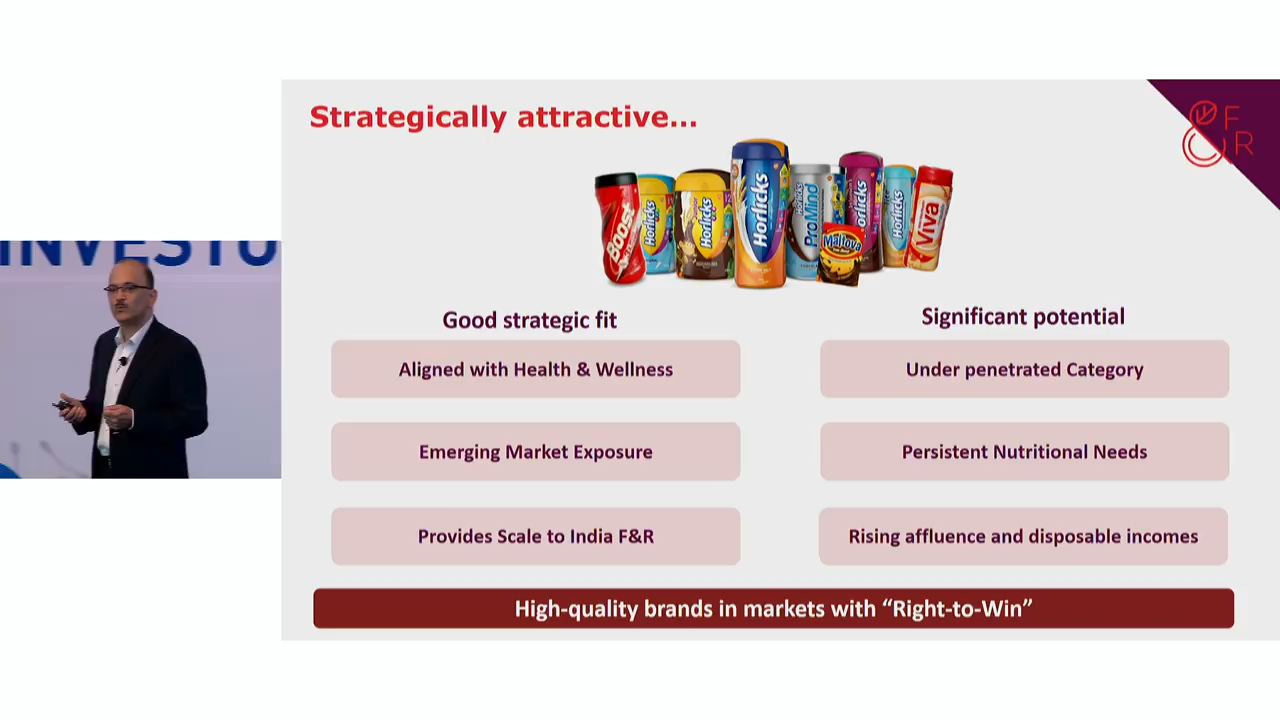 INVESTO
Strategically attractive...
& F
R
Boost
Horlicks
Horlicks
Horlicks
Horlicks
ProMind
Maltova
Horlicks
Horlicks
Viva
Good strategic fit
Significant potential
Aligned with Health & Wellness
Under penetrated Category
Emerging Market Exposure
Persistent Nutritional Needs
Provides Scale to India F&R
Rising affluence and disposable incomes
High-quality brands in markets with “Right-to-Win”